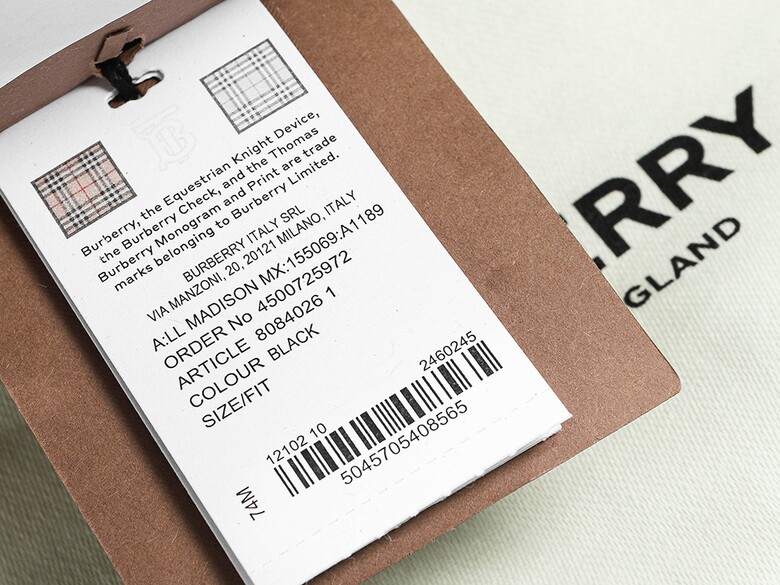 Burberry, the Equestrian Knight Device,
the Burberry Check, and the Thomas
Burberry Monogram and Print are trade
marks belonging to Burberry Limited.
BURBERRY ITALY SRL
VIA MANZONI, 20, 20121 MILANO, ITALY
A:LL MADISON MX:155069:A1189
ORDER No 4500725972
ARTICLE 8084026 1
COLOUR BLACK
SIZE/FIT
12102 10 2460245
5045705408565
74M
ERRY
GLAND